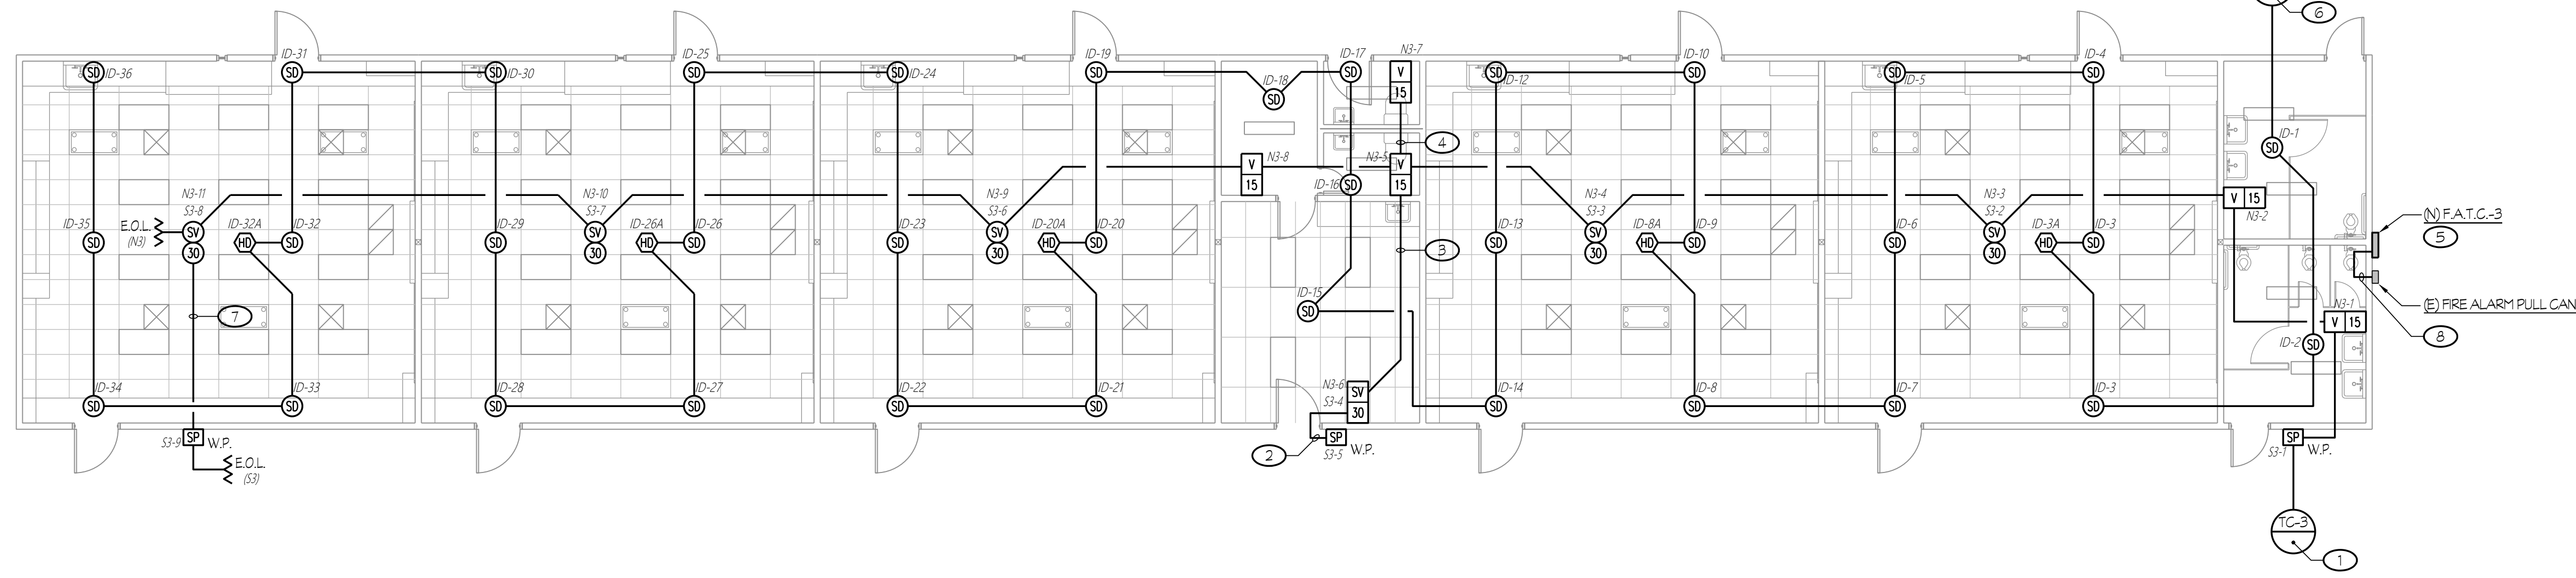 6
ID-31
ID-25
ID-19
ID-17
N3-7
ID-10
ID-4
SD
ID-36
SD
SD
ID-30
SD
SD
ID-24
SD
ID-18
SD
SD
V
15
SD
ID-12
SD
SD
ID-5
SD
4
ID-1
SD
N3-8
V
15
N3-5
V
15
ID-16
SD
N3-11
S3-8
N3-10
S3-7
N3-9
S3-6
N3-4
S3-3
N3-3
S3-2
V 15
N3-2
(N) F.A.T.C.-3
5
ID-35
SD
E.O.L.
(N3)
SV
30
ID-32A
HD
ID-32
SD
ID-29
SD
SV
30
ID-26A
HD
ID-26
SD
ID-23
SD
SV
30
ID-20A
HD
ID-20
SD
3
ID-13
SD
SV
30
ID-8A
HD
ID-9
SD
ID-6
SD
SV
30
ID-3A
HD
ID-3
SD
7
ID-15
SD
N3-1
V 15
(E) FIRE ALARM PULL CAN
8
ID-2
SD
ID-34
SD
ID-33
SD
ID-28
SD
ID-27
SD
ID-22
SD
ID-21
SD
N3-6
S3-4
SV
30
ID-14
SD
ID-8
SD
ID-7
SD
ID-3
SD
S3-9
SP
W.P.
E.O.L.
(S3)
2
SP
S3-5
W.P.
SP
S3-1
W.P.
TC-3
1